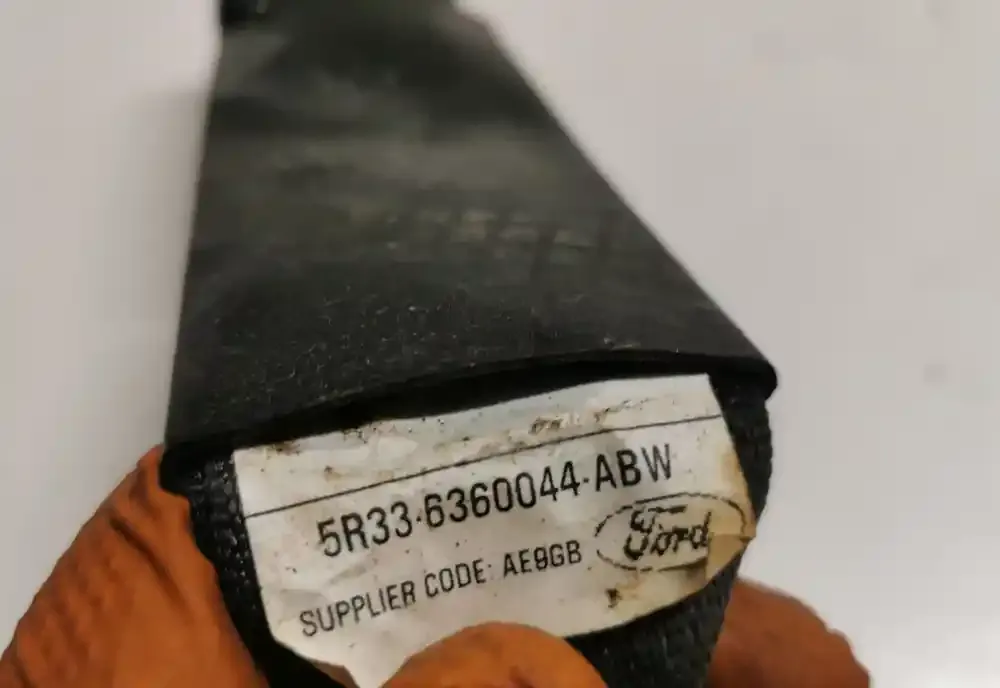 5R33-6360044-ABW
SUPPLIER CODE: AE9GB
Ford